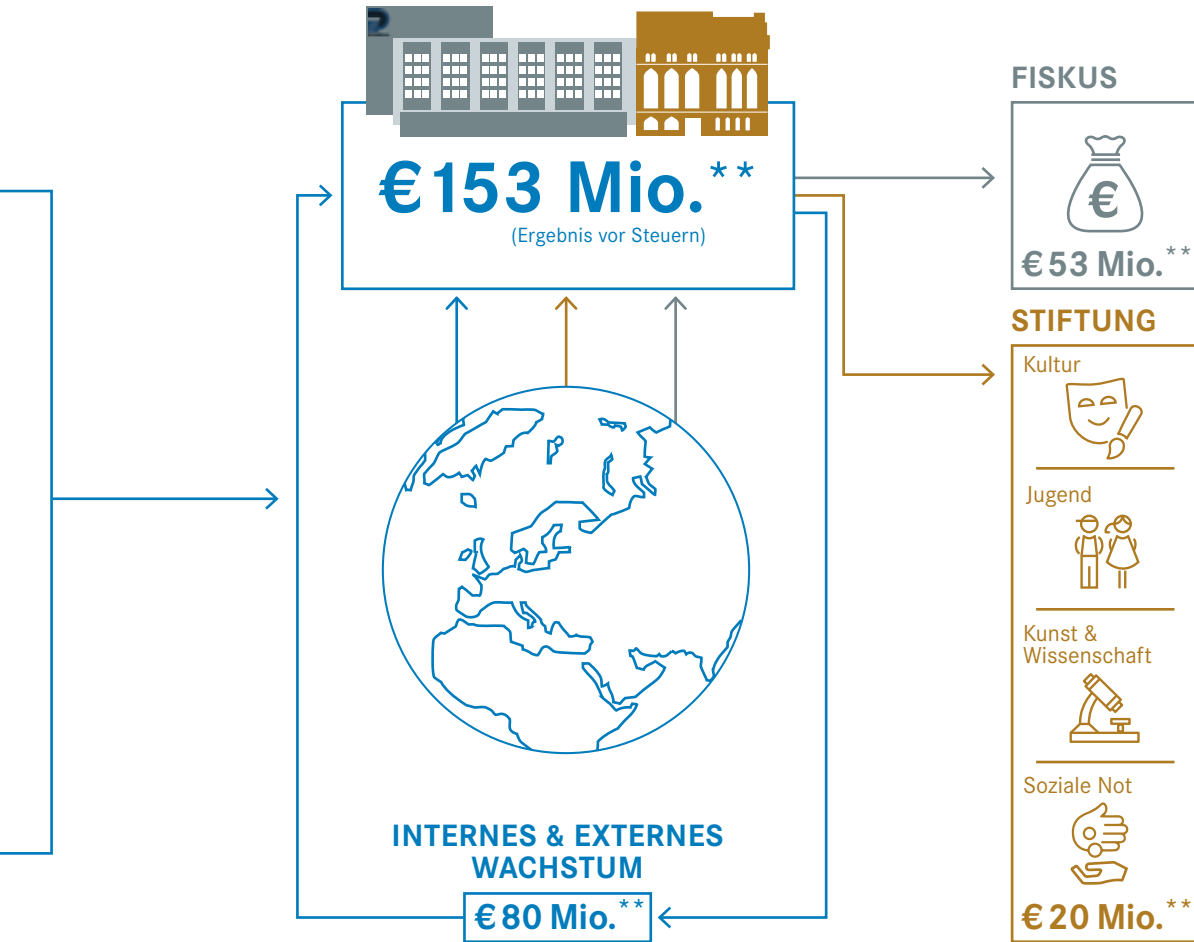 € 153 Mio.**
(Ergebnis vor Steuern)
INTERNES & EXTERNES
WACHSTUM
€ 80 Mio.**
FISKUS
€
€ 53 Mio.**
STIFTUNG
Kultur
Jugend
Kunst &
Wissenschaft
Soziale Not
€ 20 Mio.**